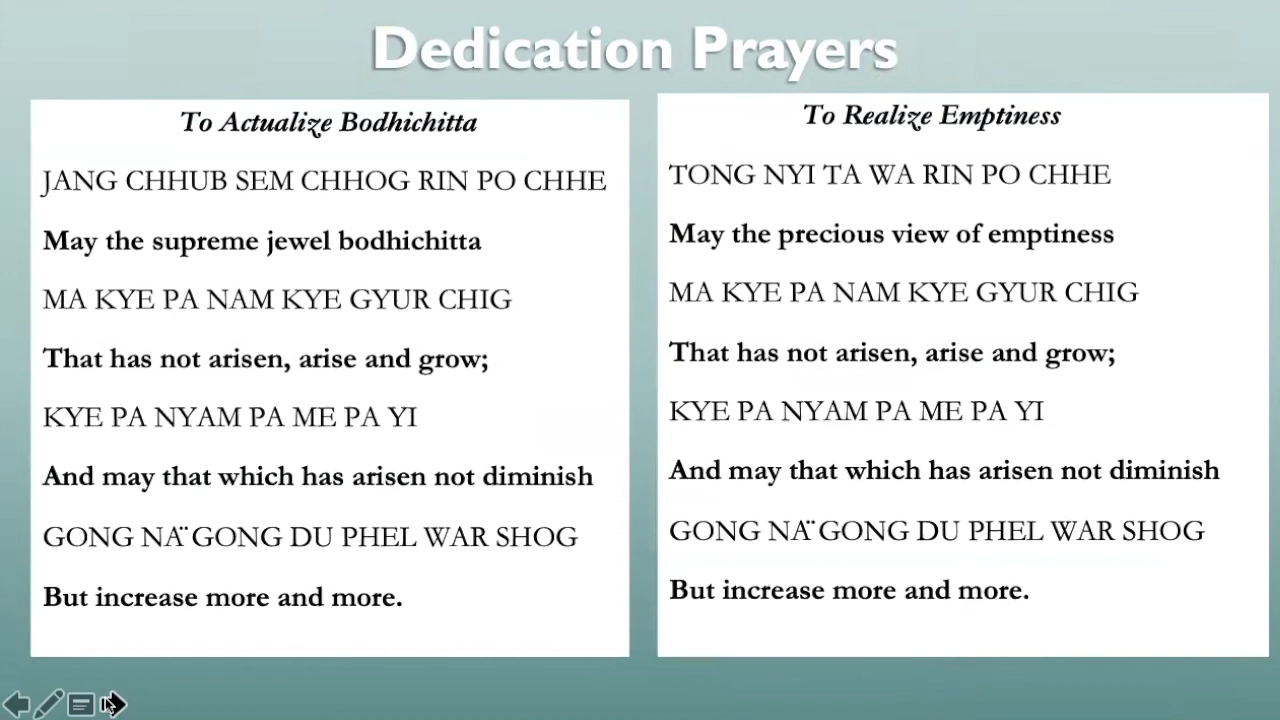 Dedication Prayers
To Actualize Bodhichitta
JANG CHHUB SEM CHHOG RIN PO CHHE
May the supreme jewel bodhichitta
MA KYE PA NAM KYE GYUR CHIG
That has not arisen, arise and grow;
KYE PA NYAM PA ME PA YI
And may that which has arisen not diminish
GONG NA¨ GONG DU PHEL WAR SHOG
But increase more and more.
To Realize Emptiness
TONG NYI TA WA RIN PO CHHE
May the precious view of emptiness
MA KYE PA NAM KYE GYUR CHIG
That has not arisen, arise and grow;
KYE PA NYAM PA ME PA YI
And may that which has arisen not diminish
GONG NA¨ GONG DU PHEL WAR SHOG
But increase more and more.